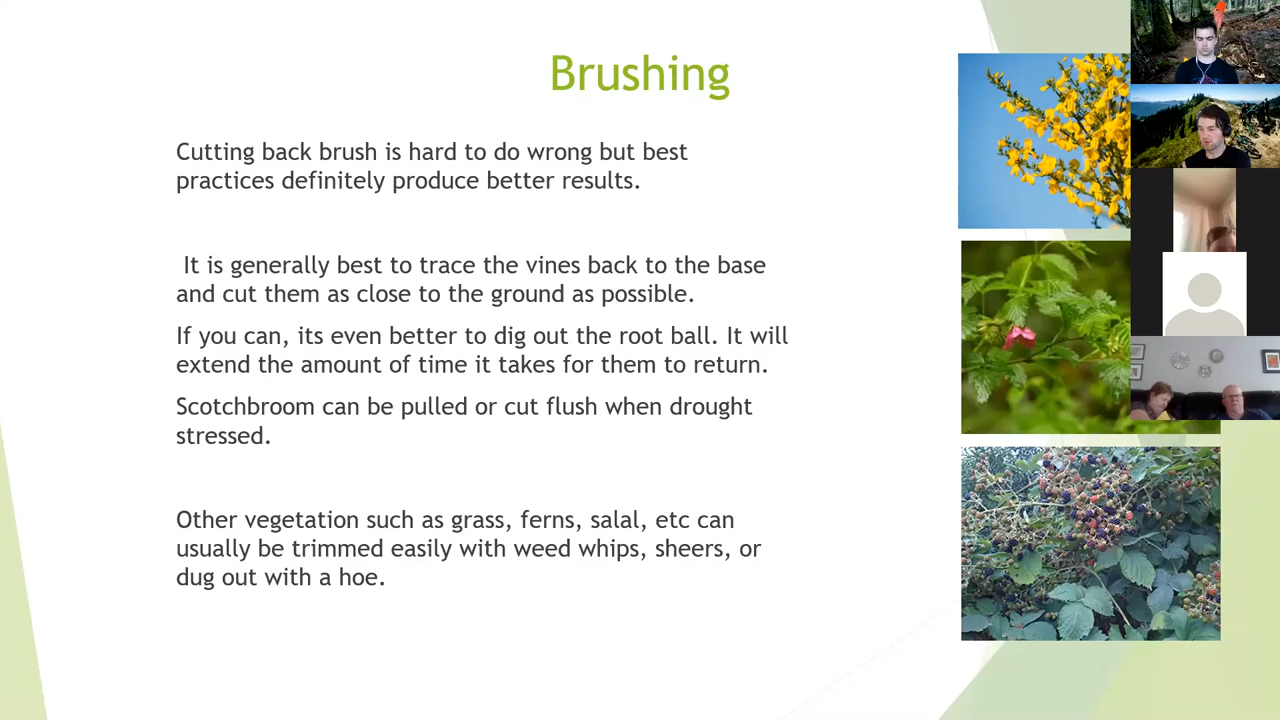 Brushing
Cutting back brush is hard to do wrong but best
practices definitely produce better results.
It is generally best to trace the vines back to the base
and cut them as close to the ground as possible.
If you can, its even better to dig out the root ball. It will
extend the amount of time it takes for them to return.
Scotchbroom can be pulled or cut flush when drought
stressed.
Other vegetation such as grass, ferns, salal, etc can
usually be trimmed easily with weed whips, sheers, or
dug out with a hoe.